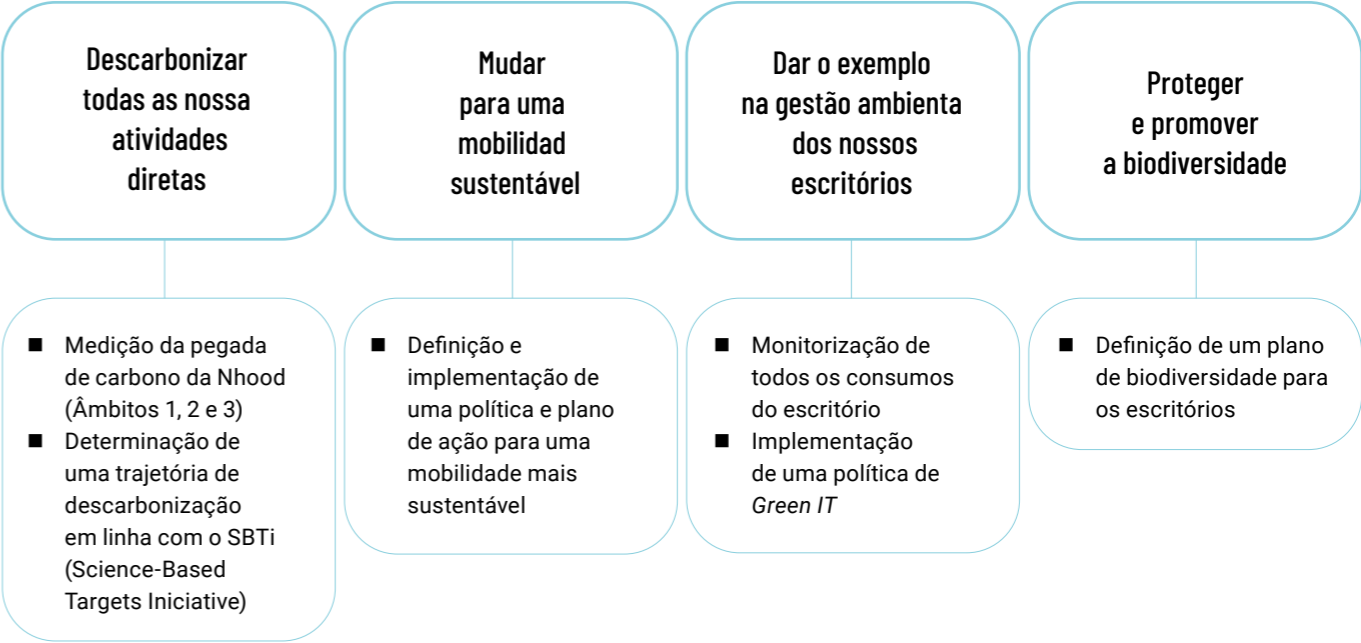 Descarbonizar
todas as nossa
atividades
diretas
Mudar
para uma
mobilidad
sustentável
Dar o exemplo
na gestão ambienta
dos nossos
escritórios
Proteger
e promover
a biodiversidade
■ Medição da pegada
de carbono da Nhood
(Âmbitos 1, 2 e 3)
■ Determinação de
uma trajetória de
descarbonização
em linha com o SBTi
(Science-Based
Targets Iniciative)
■ Definição e
implementação de
uma política e plano
de ação para uma
mobilidade mais
sustentável
■ Monitorização de
todos os consumos
do escritório
■ Implementação
de uma política de
Green IT
■ Definição de um plano
de biodiversidade para
os escritórios